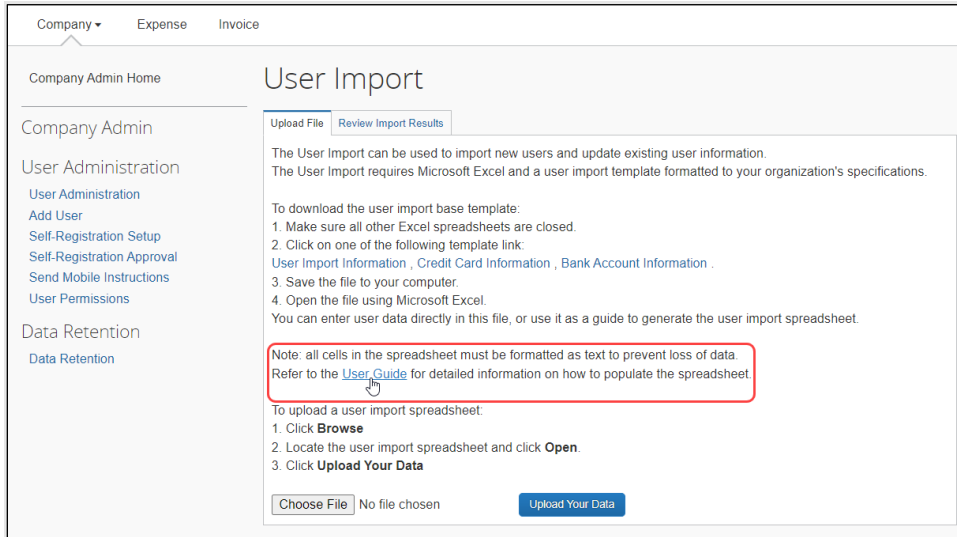 Company ▾ Expense Invoice
Company Admin Home
Company Admin
User Administration
User Administration
Add User
Self-Registration Setup
Self-Registration Approval
Send Mobile Instructions
User Permissions
Data Retention
Data Retention
User Import
Upload File Review Import Results
The User Import can be used to import new users and update existing user information.
The User Import requires Microsoft Excel and a user import template formatted to your organization's specifications.
To download the user import base template:
1. Make sure all other Excel spreadsheets are closed.
2. Click on one of the following template link:
User Import Information , Credit Card Information , Bank Account Information .
3. Save the file to your computer.
4. Open the file using Microsoft Excel.
You can enter user data directly in this file, or use it as a guide to generate the user import spreadsheet.
Note: all cells in the spreadsheet must be formatted as text to prevent loss of data.
Refer to the User Guide for detailed information on how to populate the spreadsheet.
To upload a user import spreadsheet:
1. Click Browse
2. Locate the user import spreadsheet and click Open.
3. Click Upload Your Data
Choose File No file chosen Upload Your Data